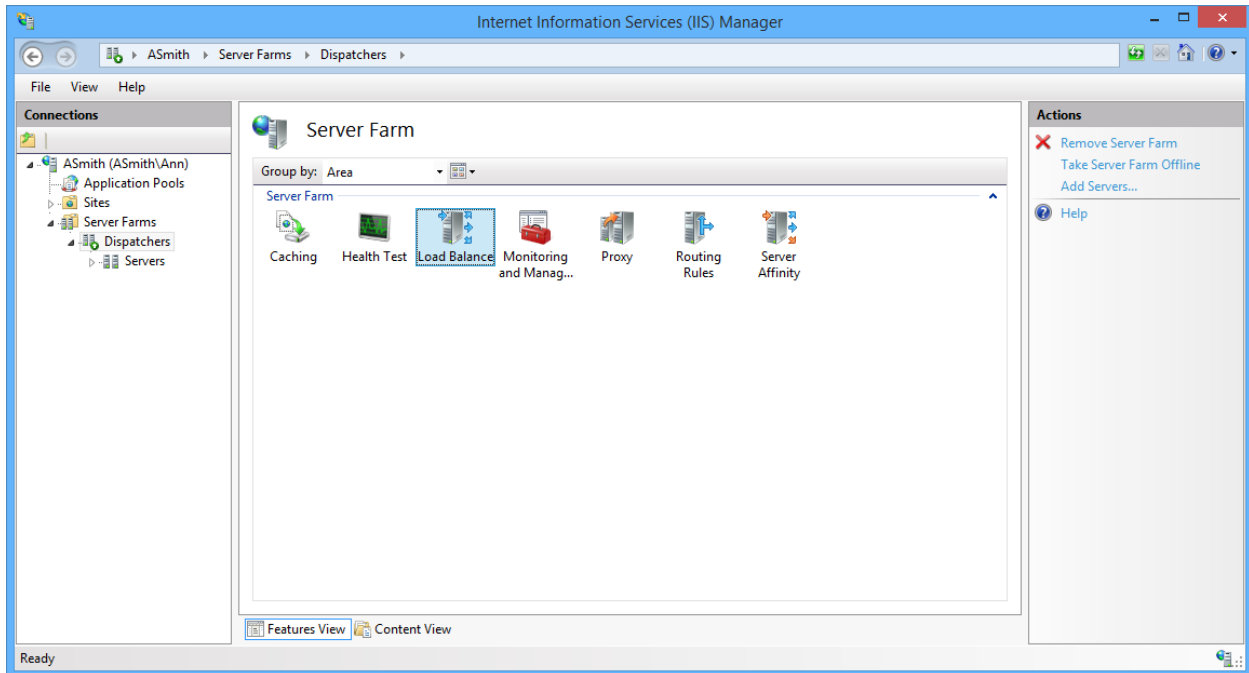 Internet Information Services (IIS) Manager
ASmith Server Farms Dispatchers
File View Help
Connections
ASmith (ASmith\Ann)
Application Pools
Sites
Server Farms
Dispatchers
Servers
Server Farm
Group by: Area
Server Farm
Caching Health Test Load Balance Monitoring Proxy Routing Server
and Manag... Rules Affinity
Features View Content View
Actions
Remove Server Farm
Take Server Farm Offline
Add Servers...
Help
Ready